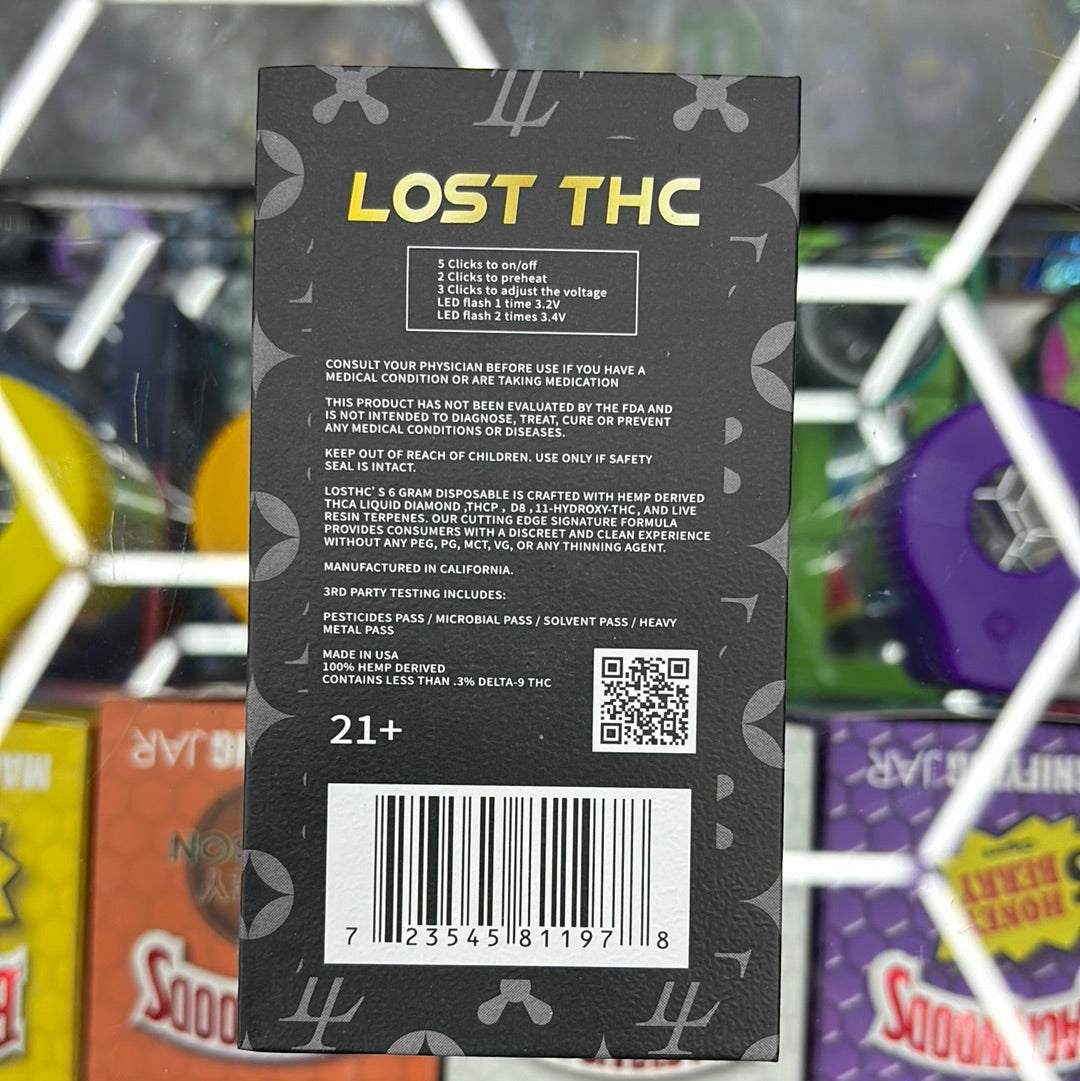 LOST THC
5 Clicks to on/off
2 Clicks to preheat
3 Clicks to adjust the voltage
LED flash 1 time 3.2V
LED flash 2 times 3.4V
CONSULT YOUR PHYSICIAN BEFORE USE IF YOU HAVE A
MEDICAL CONDITION OR ARE TAKING MEDICATION
THIS PRODUCT HAS NOT BEEN EVALUATED BY THE FDA AND
IS NOT INTENDED TO DIAGNOSE, TREAT, CURE OR PREVENT
ANY MEDICAL CONDITIONS OR DISEASES.
KEEP OUT OF REACH OF CHILDREN. USE ONLY IF SAFETY
SEAL IS INTACT.
LOSTHC' S 6 GRAM DISPOSABLE IS CRAFTED WITH HEMP DERIVED
THCA LIQUID DIAMOND ,THCP , D8 , 11-HYDROXY-THC, AND LIVE
RESIN TERPENES. OUR CUTTING EDGE SIGNATURE FORMULA
PROVIDES CONSUMERS WITH A DISCREET AND CLEAN EXPERIENCE
WITHOUT ANY PEG, PG, MCT, VG, OR ANY THINNING AGENT.
MANUFACTURED IN CALIFORNIA.
3RD PARTY TESTING INCLUDES:
PESTICIDES PASS / MICROBIAL PASS / SOLVENT PASS / HEAVY
METAL PASS
MADE IN USA
100% HEMP DERIVED
CONTAINS LESS THAN .3% DELTA-9 THC
21+
7 23545 81197 8
JAR
JAR
HONEY
BERRY